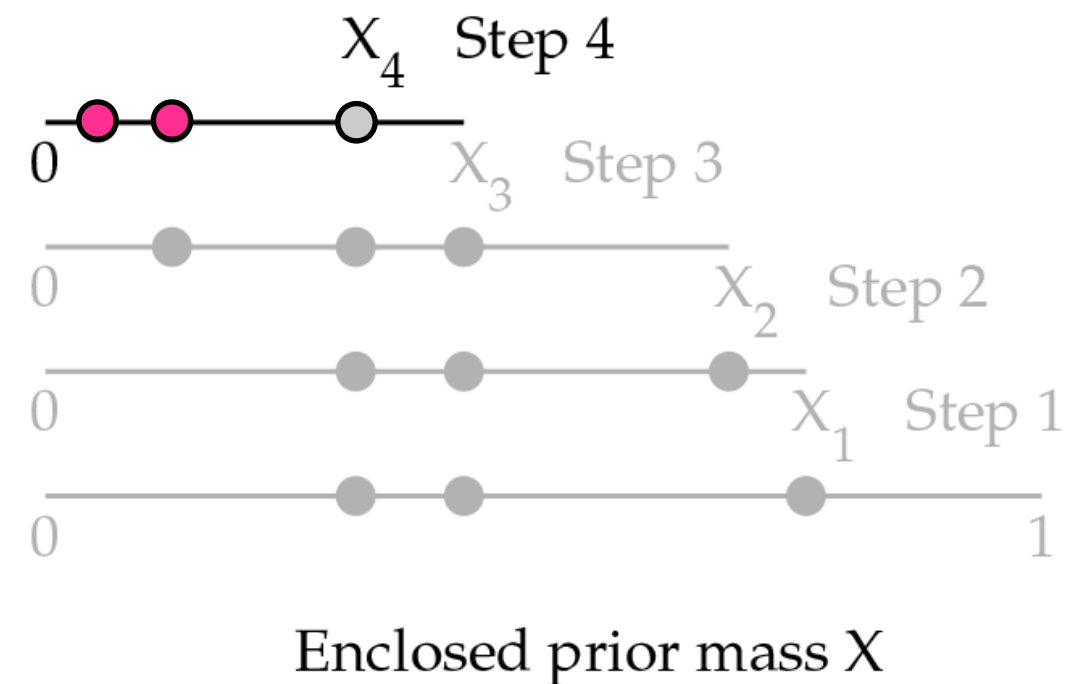 X₄ Step 4
0
X₃ Step 3
0
X₂ Step 2
0
X₁ Step 1
0 1
Enclosed prior mass X